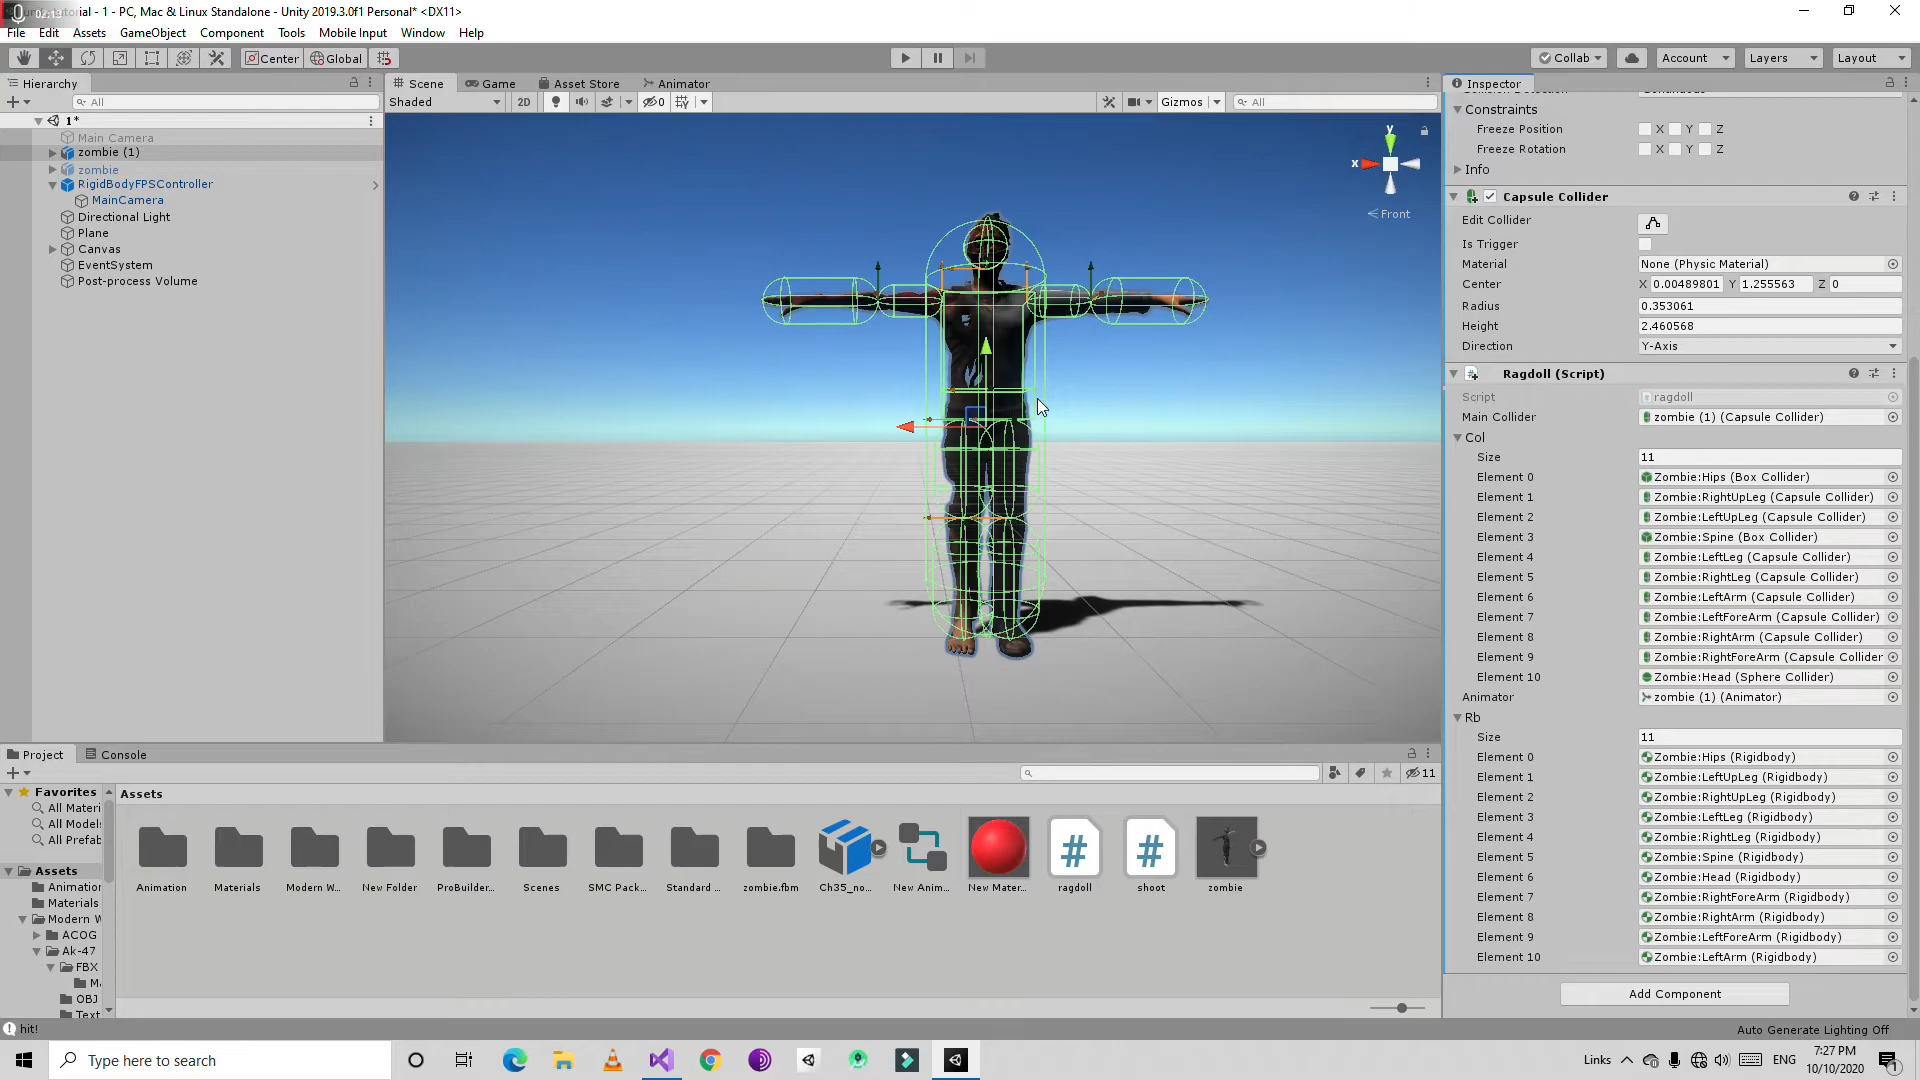 02:13
torial - 1 - PC, Mac & Linux Standalone - Unity 2019.3.0f1 Personal* <DX11>
File Edit Assets GameObject Component Tools Mobile Input Window Help
Center Global Collab Account Layers Layout
Hierarchy
All
1*
Main Camera
zombie (1)
zombie
RigidBodyFPSController
MainCamera
Directional Light
Plane
Canvas
EventSystem
Post-process Volume
Scene Game Asset Store Animator
Shaded 2D 0 Gizmos All
y
x
Front
Inspector
Constraints
Freeze Position X Y Z
Freeze Rotation X Y Z
Info
Capsule Collider
Edit Collider
Is Trigger
Material None (Physic Material)
Center X 0.00489801 Y 1.255563 Z 0
Radius 0.353061
Height 2.460568
Direction Y-Axis
Ragdoll (Script)
Script ragdoll
Main Collider zombie (1) (Capsule Collider)
Col
Size 11
Element 0 Zombie:Hips (Box Collider)
Element 1 Zombie:RightUpLeg (Capsule Collider)
Element 2 Zombie:LeftUpLeg (Capsule Collider)
Element 3 Zombie:Spine (Box Collider)
Element 4 Zombie:LeftLeg (Capsule Collider)
Element 5 Zombie:RightLeg (Capsule Collider)
Element 6 Zombie:LeftArm (Capsule Collider)
Element 7 Zombie:LeftForeArm (Capsule Collider)
Element 8 Zombie:RightArm (Capsule Collider)
Element 9 Zombie:RightForeArm (Capsule Collider
Element 10 Zombie:Head (Sphere Collider)
Animator zombie (1) (Animator)
Rb
Size 11
Element 0 Zombie:Hips (Rigidbody)
Element 1 Zombie:LeftUpLeg (Rigidbody)
Element 2 Zombie:RightUpLeg (Rigidbody)
Element 3 Zombie:LeftLeg (Rigidbody)
Element 4 Zombie:RightLeg (Rigidbody)
Element 5 Zombie:Spine (Rigidbody)
Element 6 Zombie:Head (Rigidbody)
Element 7 Zombie:RightForeArm (Rigidbody)
Element 8 Zombie:RightArm (Rigidbody)
Element 9 Zombie:LeftForeArm (Rigidbody)
Element 10 Zombie:LeftArm (Rigidbody)
Add Component
Project Console
11
Favorites
All Materi
All Models
All Prefab
Assets
Animation
Materials
Modern W
ACOG
Ak-47
FBX
Ma
OBJ
Text
Assets
Animation Materials Modern W... New Folder ProBuilder... Scenes SMC Pack... Standard ... zombie.fbm Ch35_no... New Anim... New Mater... ragdoll shoot zombie
hit!
Auto Generate Lighting Off
Type here to search
Links ENG
7:27 PM
10/10/2020
1